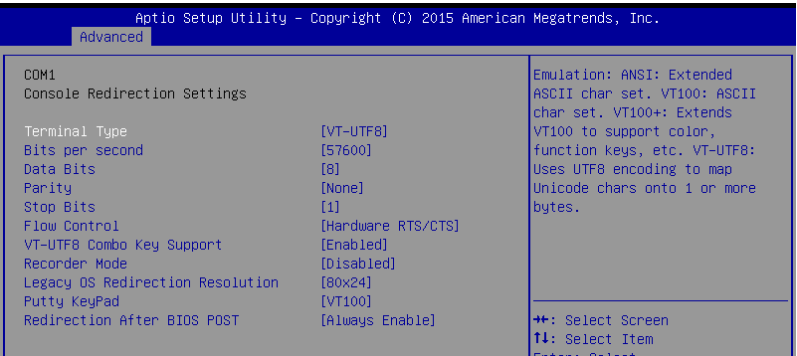 Aptio Setup Utility – Copyright (C) 2015 American Megatrends, Inc.
Advanced
COM1
Console Redirection Settings
Terminal Type [VT-UTF8]
Bits per second [57600]
Data Bits [8]
Parity [None]
Stop Bits [1]
Flow Control [Hardware RTS/CTS]
VT-UTF8 Combo Key Support [Enabled]
Recorder Mode [Disabled]
Legacy OS Redirection Resolution [80x24]
Putty KeyPad [VT100]
Redirection After BIOS POST [Always Enable]
Emulation: ANSI: Extended
ASCII char set. VT100: ASCII
char set. VT100+: Extends
VT100 to support color,
function keys, etc. VT-UTF8:
Uses UTF8 encoding to map
Unicode chars onto 1 or more
bytes.
→←: Select Screen
↑↓: Select Item
Enter: Select